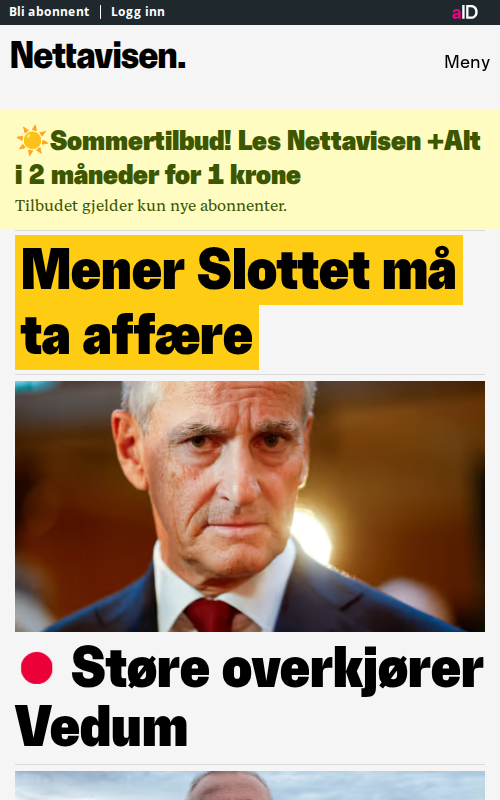 Bli abonnent | Logg inn
aID
Nettavisen.
Meny
☀️Sommertilbud! Les Nettavisen +Alt
i 2 måneder for 1 krone
Tilbudet gjelder kun nye abonnenter.
Mener Slottet må
ta affære
Støre overkjører
Vedum